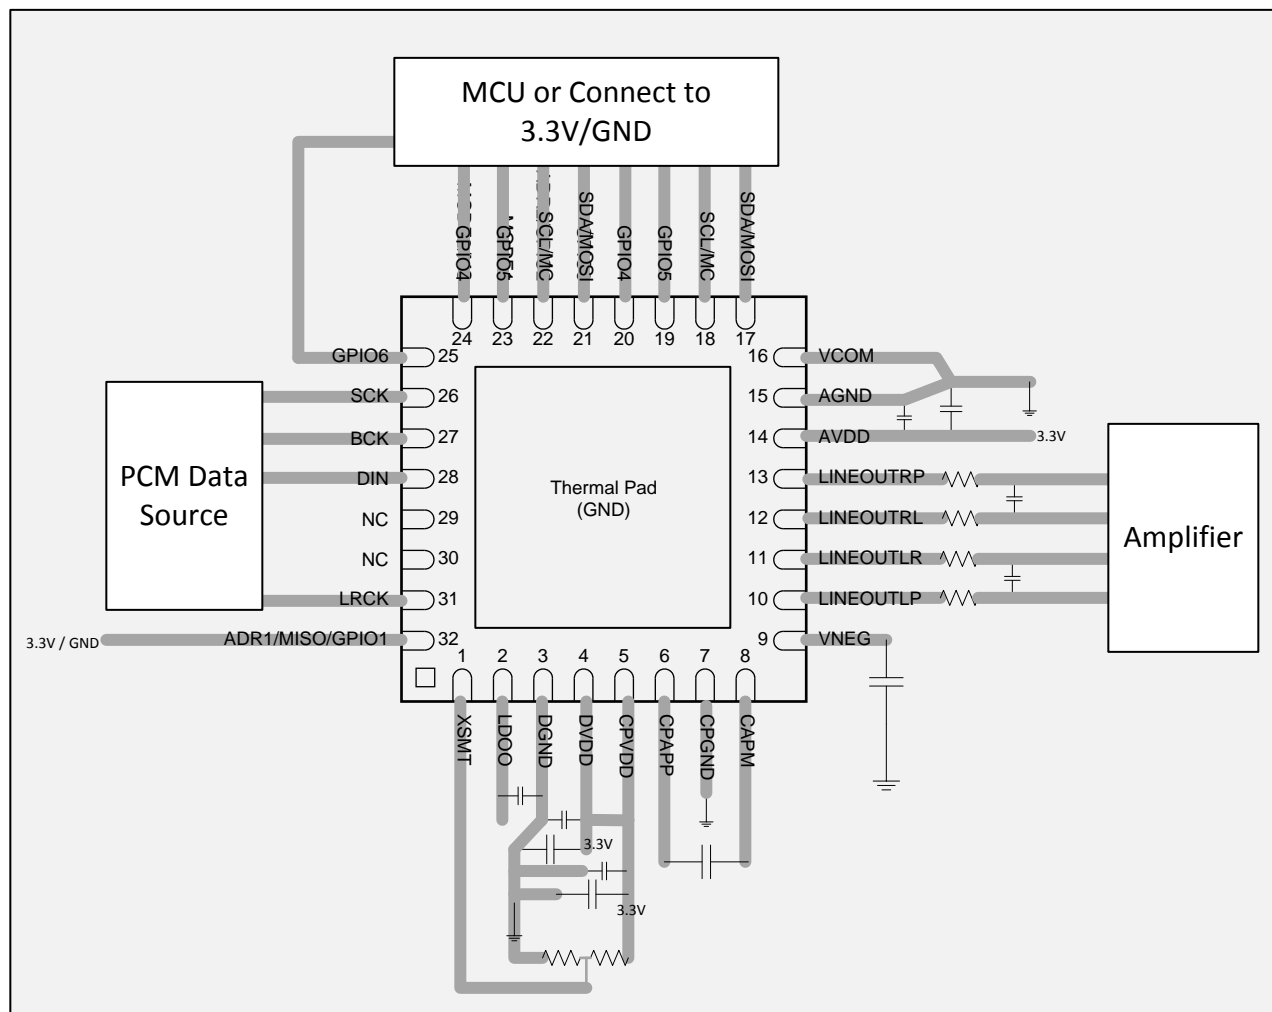 MCU or Connect to
3.3V/GND
GPIO4
GPIO5
SCL/MC
SDA/MOSI
GPIO4
GPIO5
SCL/MC
SDA/MOSI
24
23
22
21
20
19
18
17
GPIO6
25
16
VCOM
SCK
26
15
AGND
BCK
27
14
AVDD
3.3V
DIN
28
13
LINEOUTRP
NC
29
12
LINEOUTRL
NC
30
11
LINEOUTLR
LRCK
31
10
LINEOUTLP
3.3V / GND
ADR1/MISO/GPIO1
32
9
VNEG
PCM Data
Source
Thermal Pad
(GND)
Amplifier
1
2
3
4
5
6
7
8
XSMT
LDOO
DGND
DVDD
CPVDD
CPAPP
CPGND
CAPM
3.3V
3.3V